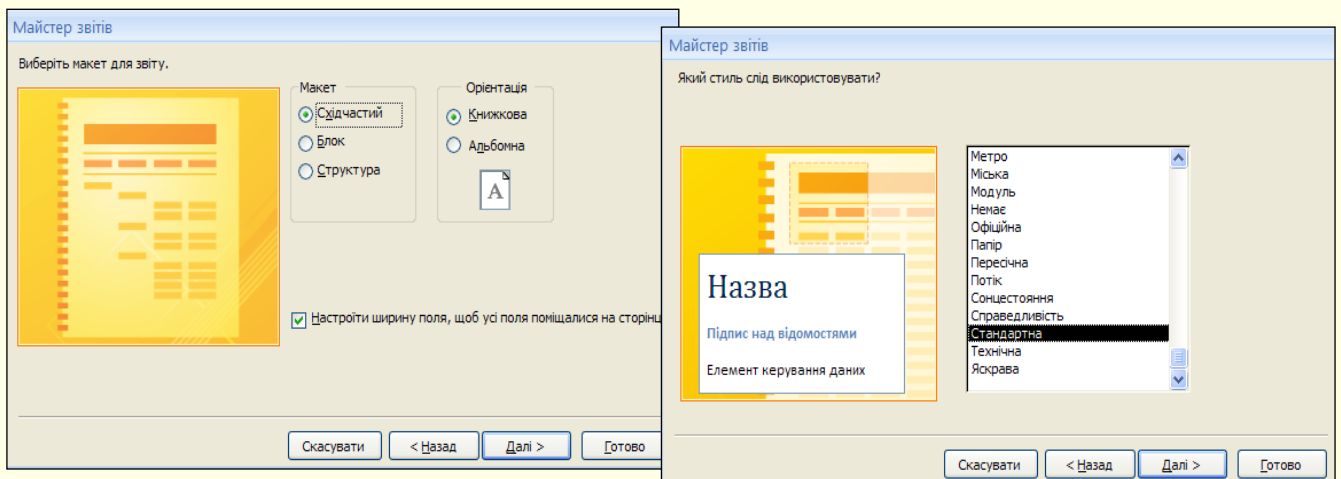 Майстер звітів
Виберіть макет для звіту.
Макет
Східчастий
Блок
Структура
Орієнтація
Книжкова
Альбомна
A
Настроїти ширину поля, щоб усі поля поміщалися на сторінц
Скасувати
< Назад
Далі >
Готово
Майстер звітів
Який стиль слід використовувати?
Назва
Підпис над відомостями
Елемент керування даних
Метро
Міська
Модуль
Немає
Офіційна
Папір
Пересічна
Потік
Сонцестояння
Справедливість
Стандартна
Технічна
Яскрава
Скасувати
< Назад
Далі >
Готово